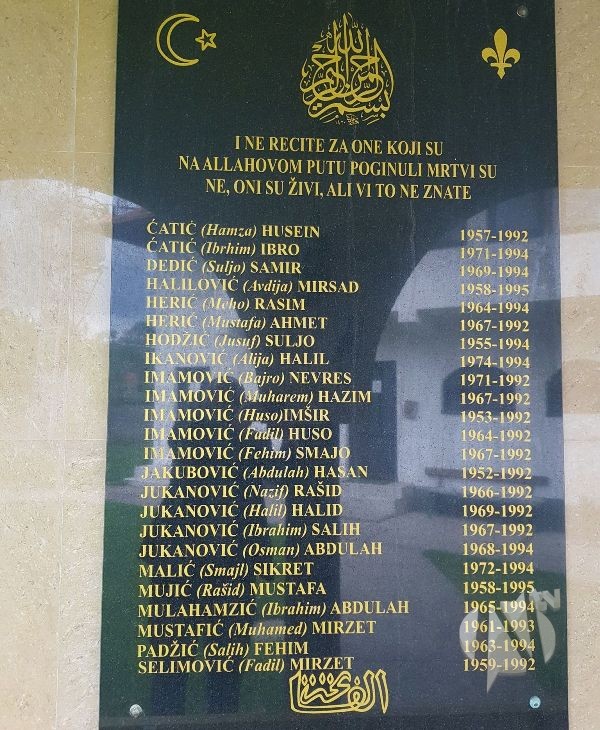 بسم الله الرحمن الرحيم
I NE RECITE ZA ONE KOJI SU
NA ALLAHOVOM PUTU POGINULI MRTVI SU
NE, ONI SU ŽIVI, ALI VI TO NE ZNATE
ĆATIĆ (Hamza) HUSEIN 1957-1992
ĆATIĆ (Ibrhim) IBRO 1971-1994
DEDIĆ (Suljo) SAMIR 1969-1994
HALILOVIĆ (Avdija) MIRSAD 1958-1995
HERIĆ (Meho) RASIM 1964-1994
HERIĆ (Mustafa) AHMET 1967-1992
HODŽIĆ (Jusuf) SULJO 1955-1994
IKANOVIĆ (Alija) HALIL 1974-1994
IMAMOVIĆ (Bajro) NEVRES 1971-1992
IMAMOVIĆ (Muharem) HAZIM 1967-1992
IMAMOVIĆ (Huso)IMŠIR 1953-1992
IMAMOVIĆ (Fadil) HUSO 1964-1992
IMAMOVIĆ (Fehim) SMAJO 1967-1992
JAKUBOVIĆ (Abdulah) HASAN 1952-1992
JUKANOVIĆ (Nazif) RAŠID 1966-1992
JUKANOVIĆ (Halil) HALID 1969-1992
JUKANOVIĆ (Ibrahim) SALIH 1967-1992
JUKANOVIĆ (Osman) ABDULAH 1968-1994
MALIĆ (Smajl) SIKRET 1972-1994
MUJIĆ (Rašid) MUSTAFA 1958-1995
MULAHAMZIĆ (Ibrahim) ABDULAH 1965-1994
MUSTAFIĆ (Muhamed) MIRZET 1961-1993
PADŽIĆ (Salih) FEHIM 1963-1994
SELIMOVIĆ (Fadil) MIRZET 1959-1992
الفاتحة